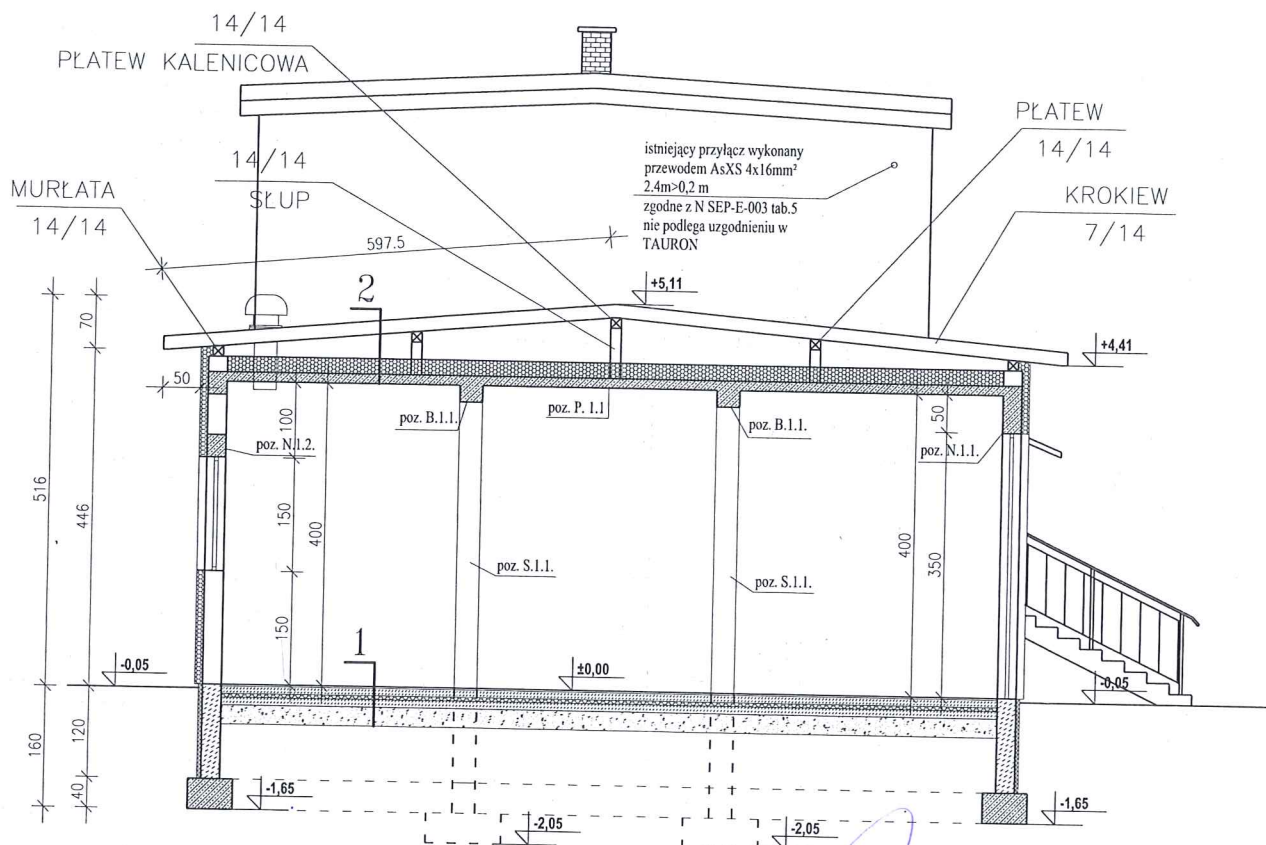 14/14
PŁATEW KALENICOWA
PŁATEW
14/14
istniejący przyłącz wykonany
przewodem AsXS 4x16mm²
2.4m>0,2 m
zgodne z N SEP-E-003 tab.5
nie podlega uzgodnieniu w
TAURON
14/14
SŁUP
MURŁATA
14/14
KROKIEW
7/14
597.5
+5,11
2
70
+4,41
50
100
50
poz. B.1.1.
poz. P. 1.1
poz. B.1.1.
poz. N.1.2.
poz. N.1.1.
516
446
150
400
400
350
poz. S.1.1.
poz. S.1.1.
150
1
-0,05
±0,00
-0,05
160
120
40
-1,65
-1,65
-2,05
-2,05